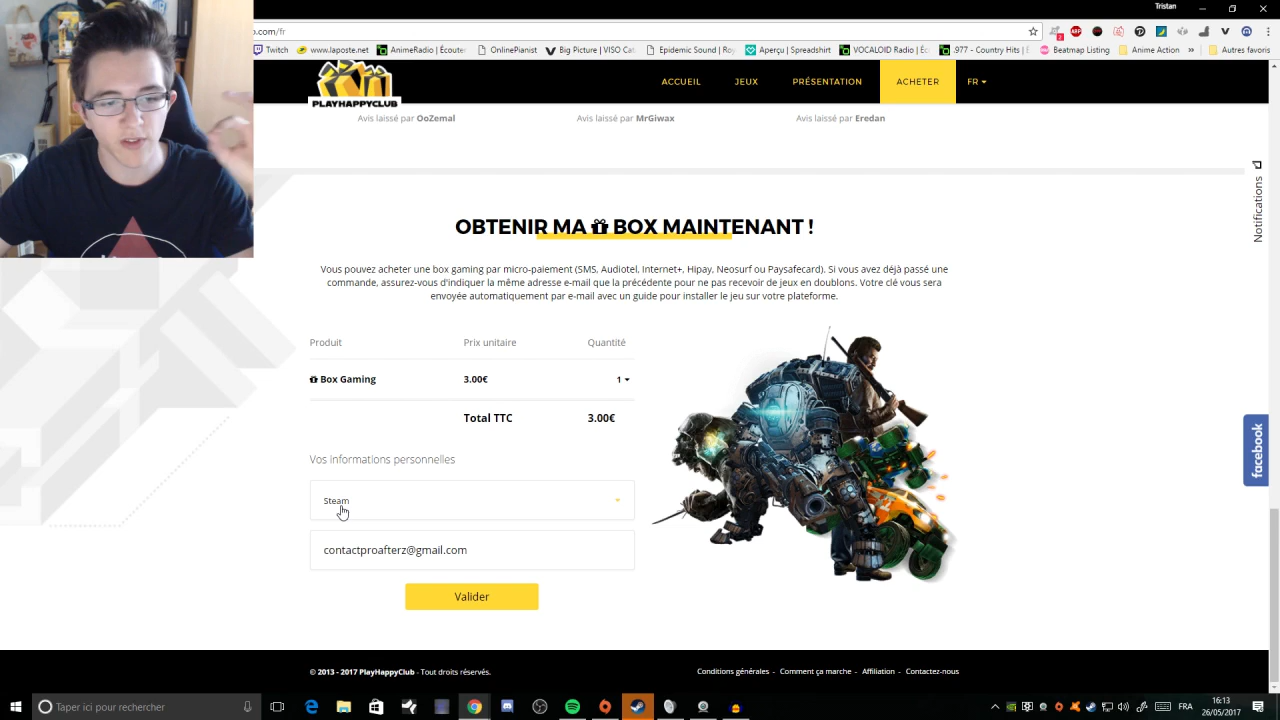 Tristan
o.com/fr
Twitch
www.laposte.net
AnimeRadio | Écoute
OnlinePianist
Big Picture | VISO Cat
Epidemic Sound | Roy
Aperçu | Spreadshirt
VOCALOID Radio | Éc
.977 - Country Hits |
Beatmap Listing
Anime Action
»
Autres favoris
PLAYHAPPYCLUB
ACCUEIL
JEUX
PRÉSENTATION
ACHETER
FR
Avis laissé par OoZemal
Avis laissé par MrGiwax
Avis laissé par Eredan
Notifications
OBTENIR MA BOX MAINTENANT !
Vous pouvez acheter une box gaming par micro-paiement (SMS, Audiotel, Internet+, Hipay, Neosurf ou Paysafecard). Si vous avez déjà passé une
commande, assurez-vous d'indiquer la même adresse e-mail que la précédente pour ne pas recevoir de jeux en doublons. Votre clé vous sera
envoyée automatiquement par e-mail avec un guide pour installer le jeu sur votre plateforme.
Produit Prix unitaire Quantité
Box Gaming 3.00€ 1
Total TTC 3.00€
Vos informations personnelles
Steam
contactproafterz@gmail.com
Valider
facebook
© 2013 - 2017 PlayHappyClub - Tout droits réservés.
Conditions générales - Comment ça marche - Affiliation - Contactez-nous
Taper ici pour rechercher
FRA
16:13
26/05/2017